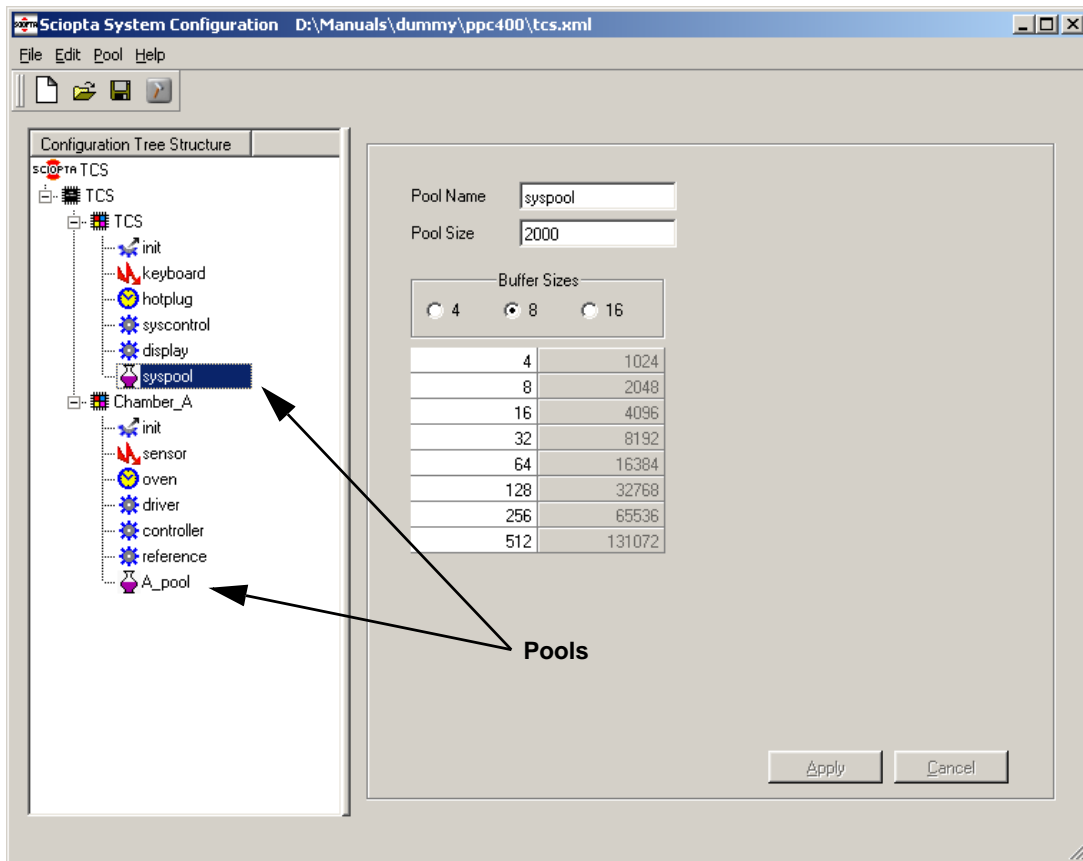 Sciopta System Configuration D:\Manuals\dummy\ppc400\tcs.xml
File Edit Pool Help
Configuration Tree Structure
SCIOPTA TCS
TCS
TCS
init
keyboard
hotplug
syscontrol
display
syspool
Chamber_A
init
sensor
oven
driver
controller
reference
A_pool
Pool Name syspool
Pool Size 2000
Buffer Sizes
4 8 16
4 1024
8 2048
16 4096
32 8192
64 16384
128 32768
256 65536
512 131072
Pools
Apply Cancel